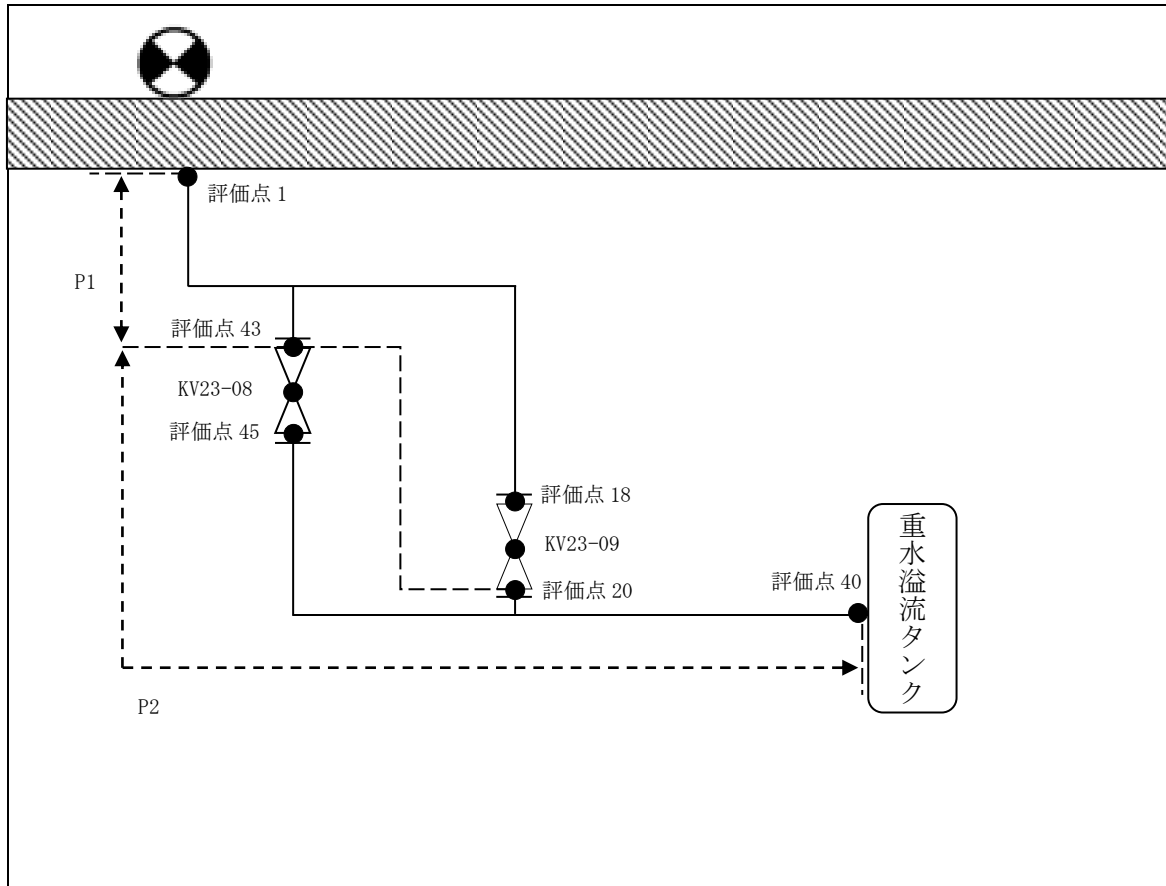 評価点 1
P1
評価点 43
KV23-08
評価点 45
評価点 18
KV23-09
評価点 20
評価点 40
重水溢流タンク
P2